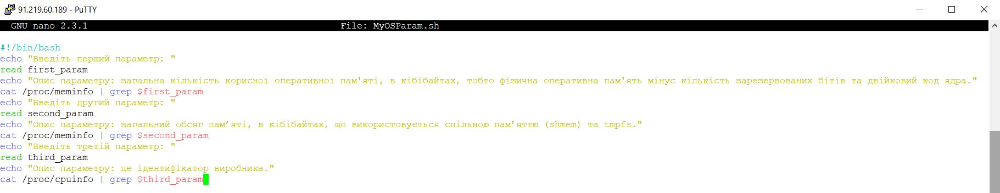 91.219.60.189 - PuTTY
GNU nano 2.3.1 File: MyOSParam.sh
#!/bin/bash
echo "Введіть перший параметр: "
read first_param
echo "Опис параметру: загальна кількість корисної оперативної пам'яті, в кібібайтах, тобто фізична оперативна пам'ять мінус кількість зарезервованих бітів та двійковий код ядра."
cat /proc/meminfo | grep $first_param
echo "Введіть другий параметр: "
read second_param
echo "Опис параметру: загальний обсяг пам’яті, в кібібайтах, що використовується спільною пам’яттю (shmem) та tmpfs."
cat /proc/meminfo | grep $second_param
echo "Введіть третій параметр: "
read third_param
echo "Опис параметру: це ідентифікатор виробника."
cat /proc/cpuinfo | grep $third_param